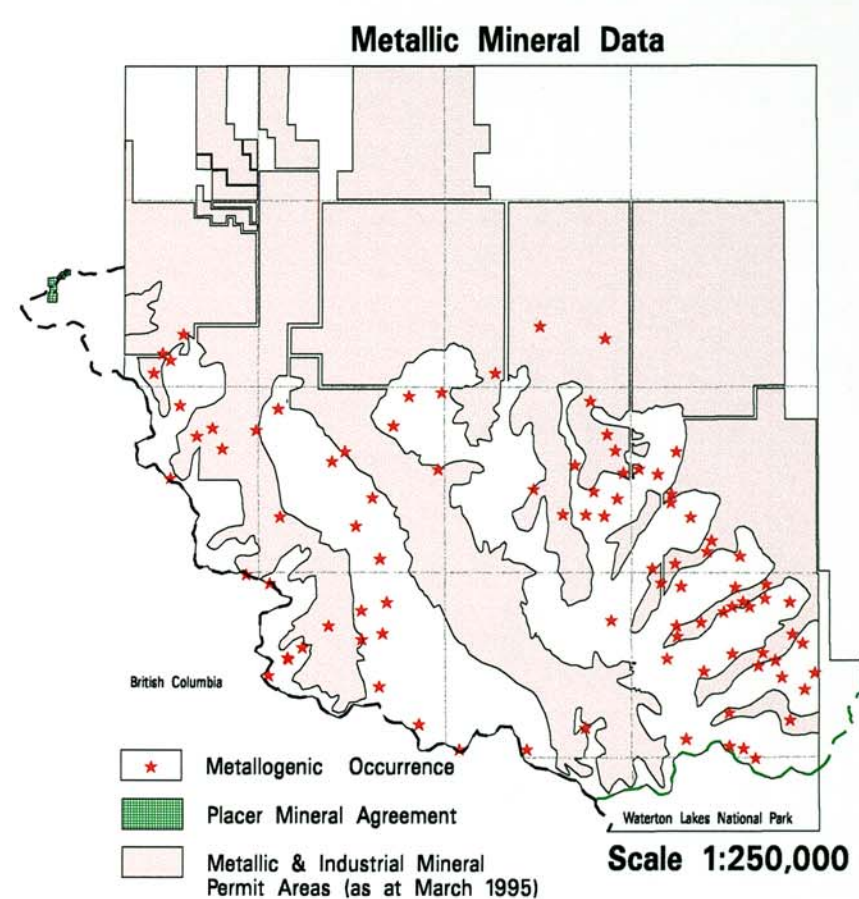 Metallic Mineral Data
British Columbia
Metallogenic Occurrence
Placer Mineral Agreement
Metallic & Industrial Mineral
Permit Areas (as at March 1995)
Waterton Lakes National Park
Scale 1:250,000